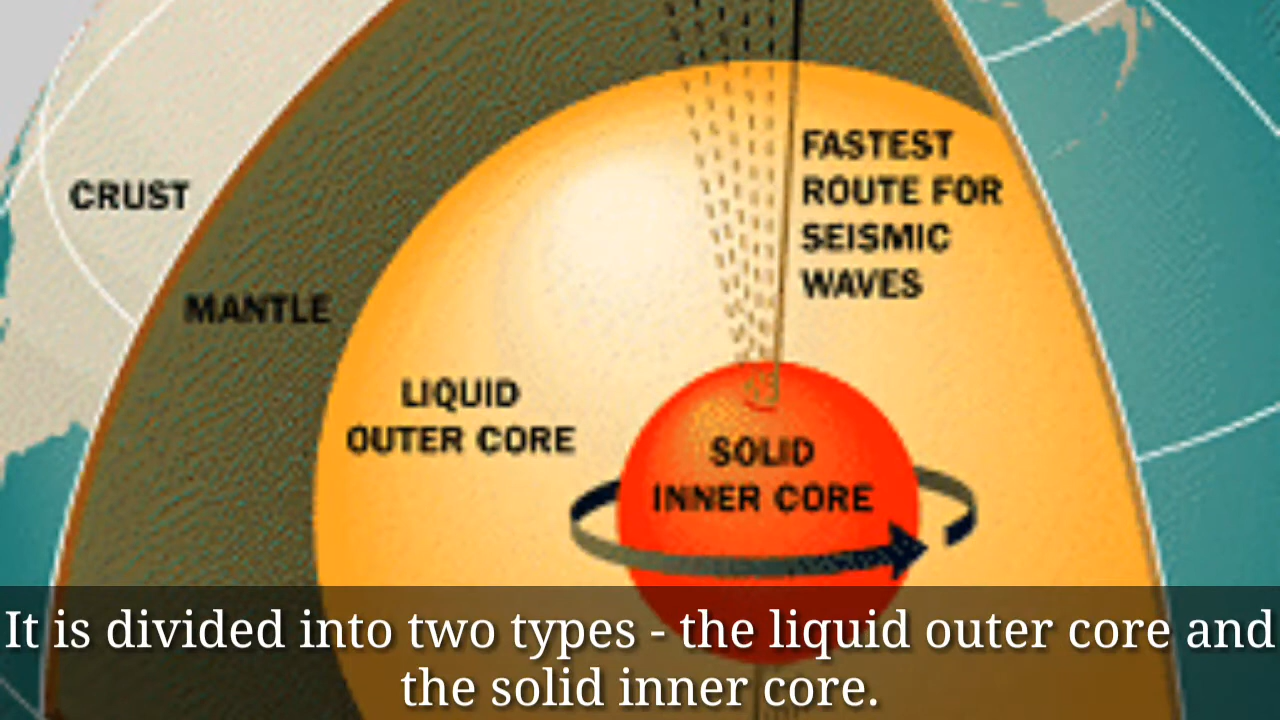 FASTEST
ROUTE FOR
SEISMIC
WAVES
CRUST
MANTLE
LIQUID
OUTER CORE
SOLID
INNER CORE
It is divided into two types - the liquid outer core and
the solid inner core.